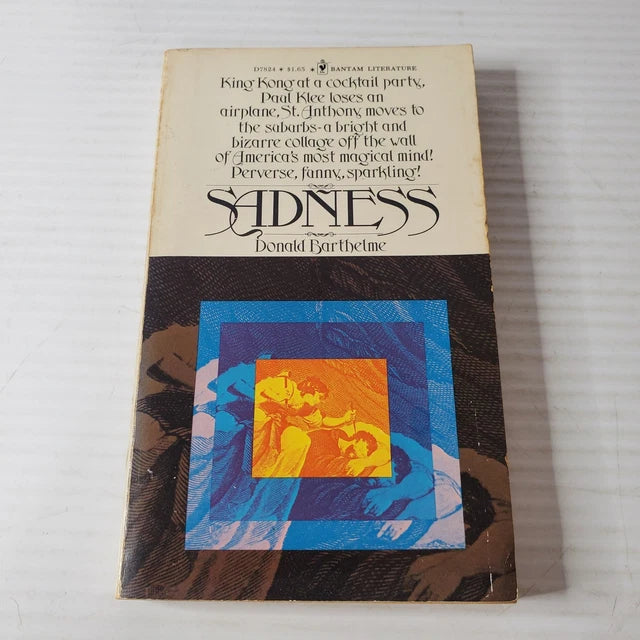 D7824 * $1.65 * BANTAM LITERATURE
King Kong at a cocktail party,
Paul Klee loses an
airplane, St. Anthony moves to
the suburbs-a bright and
bizarre collage off the wall
of America's most magical mind!
Perverse, funny, sparkling!
SADNESS
Donald Barthelme